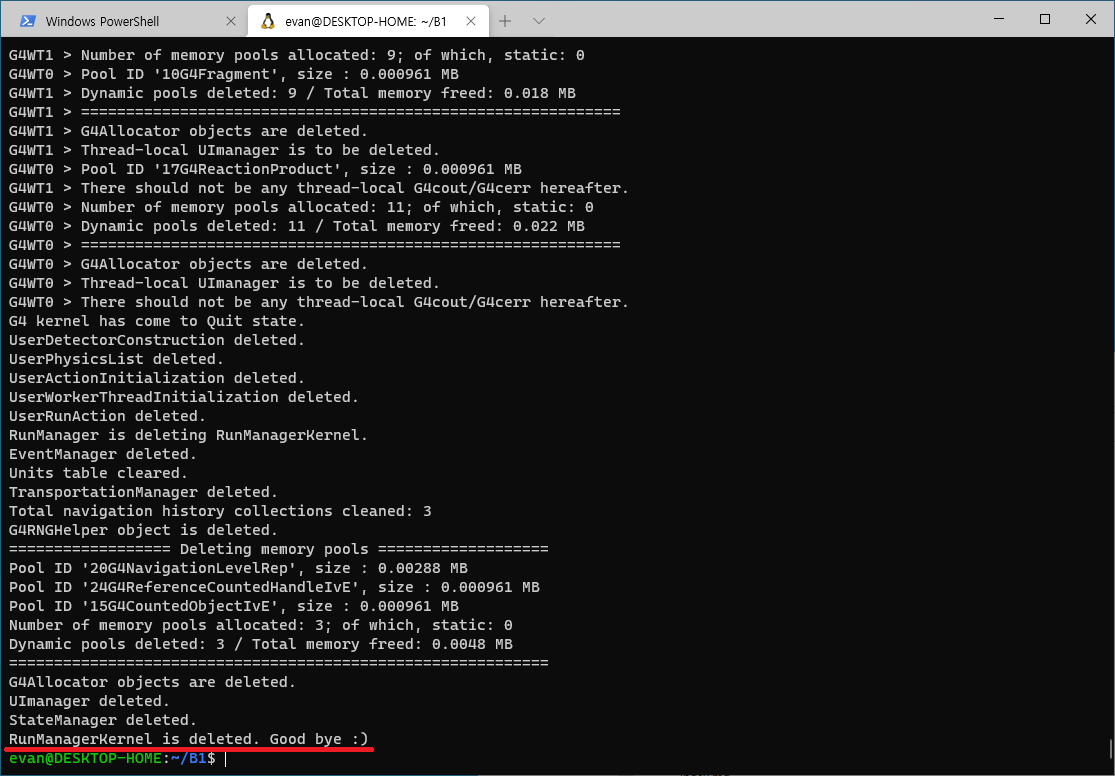 Windows PowerShell
evan@DESKTOP-HOME: ~/B1
G4WT1 > Number of memory pools allocated: 9; of which, static: 0
G4WT0 > Pool ID '10G4Fragment', size : 0.000961 MB
G4WT1 > Dynamic pools deleted: 9 / Total memory freed: 0.018 MB
G4WT1 > ============================================================
G4WT1 > G4Allocator objects are deleted.
G4WT1 > Thread-local UImanager is to be deleted.
G4WT0 > Pool ID '17G4ReactionProduct', size : 0.000961 MB
G4WT1 > There should not be any thread-local G4cout/G4cerr hereafter.
G4WT0 > Number of memory pools allocated: 11; of which, static: 0
G4WT0 > Dynamic pools deleted: 11 / Total memory freed: 0.022 MB
G4WT0 > ============================================================
G4WT0 > G4Allocator objects are deleted.
G4WT0 > Thread-local UImanager is to be deleted.
G4WT0 > There should not be any thread-local G4cout/G4cerr hereafter.
G4 kernel has come to Quit state.
UserDetectorConstruction deleted.
UserPhysicsList deleted.
UserActionInitialization deleted.
UserWorkerThreadInitialization deleted.
UserRunAction deleted.
RunManager is deleting RunManagerKernel.
EventManager deleted.
Units table cleared.
TransportationManager deleted.
Total navigation history collections cleaned: 3
G4RNGHelper object is deleted.
================== Deleting memory pools ===================
Pool ID '20G4NavigationLevelRep', size : 0.00288 MB
Pool ID '24G4ReferenceCountedHandleIvE', size : 0.000961 MB
Pool ID '15G4CountedObjectIvE', size : 0.000961 MB
Number of memory pools allocated: 3; of which, static: 0
Dynamic pools deleted: 3 / Total memory freed: 0.0048 MB
============================================================
G4Allocator objects are deleted.
UImanager deleted.
StateManager deleted.
RunManagerKernel is deleted. Good bye :)
evan@DESKTOP-HOME:~/B1$